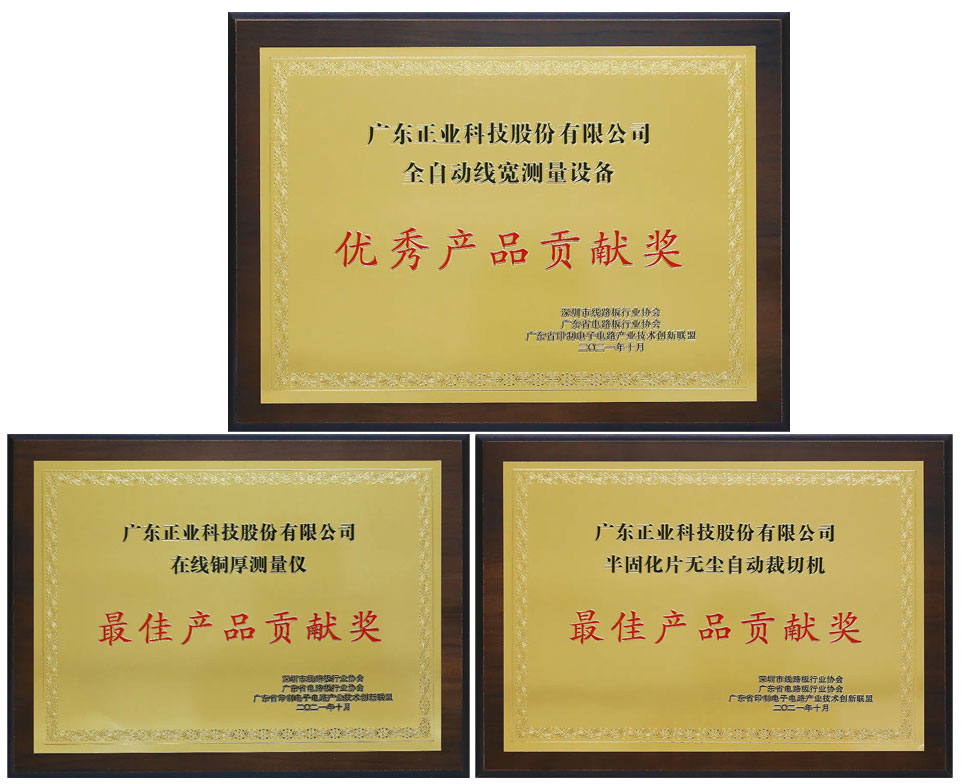 广东正业科技股份有限公司
全自动线宽测量设备
优秀产品贡献奖
深圳市线路板行业协会
广东省电路板行业协会
广东省印制电子电路产业技术创新联盟
二〇二一年十月
广东正业科技股份有限公司
在线铜厚测量仪
最佳产品贡献奖
深圳市线路板行业协会
广东省电路板行业协会
广东省印制电子电路产业技术创新联盟
二〇二一年十月
广东正业科技股份有限公司
半固化片无尘自动裁切机
最佳产品贡献奖
深圳市线路板行业协会
广东省电路板行业协会
广东省印制电子电路产业技术创新联盟
二〇二一年十月